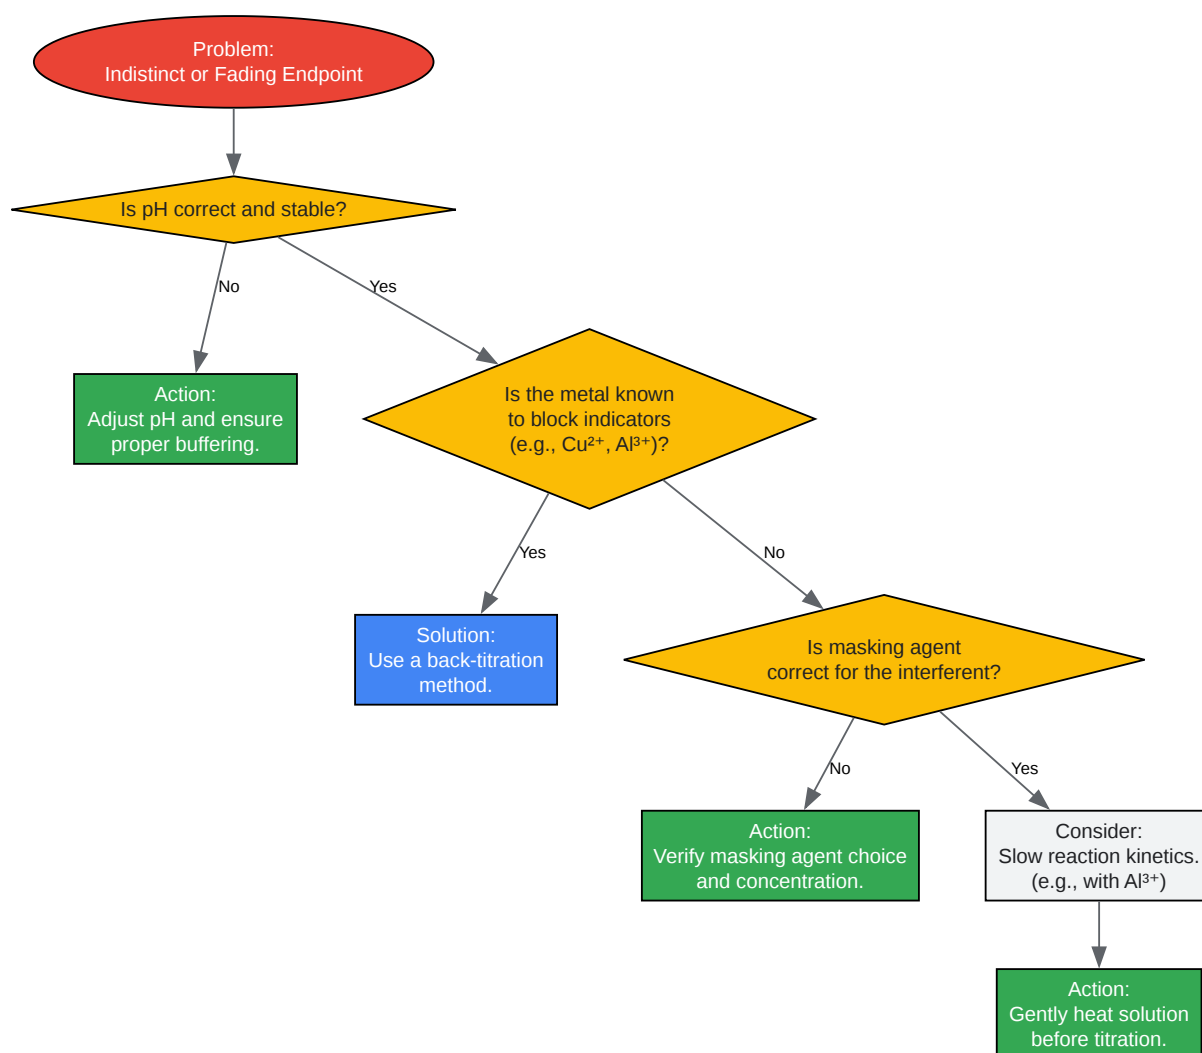 Problem:
Indistinct or Fading Endpoint
Is pH correct and stable?
No
Yes
Action:
Adjust pH and ensure
proper buffering.
Is the metal known
to block indicators
(e.g., Cu²⁺, Al³⁺)?
Yes
No
Solution:
Use a back-titration
method.
Is masking agent
correct for the interferent?
No
Yes
Action:
Verify masking agent choice
and concentration.
Consider:
Slow reaction kinetics.
(e.g., with Al³⁺)
Action:
Gently heat solution
before titration.